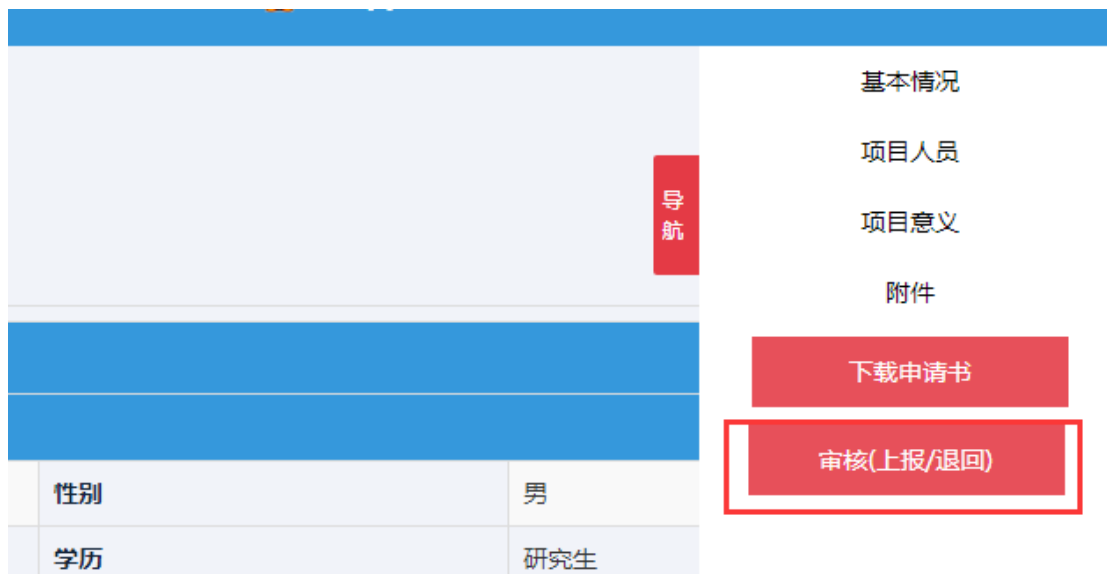 基本情况
项目人员
导
航
项目意义
附件
下载申请书
审核(上报/退回)
性别 男
学历 研究生